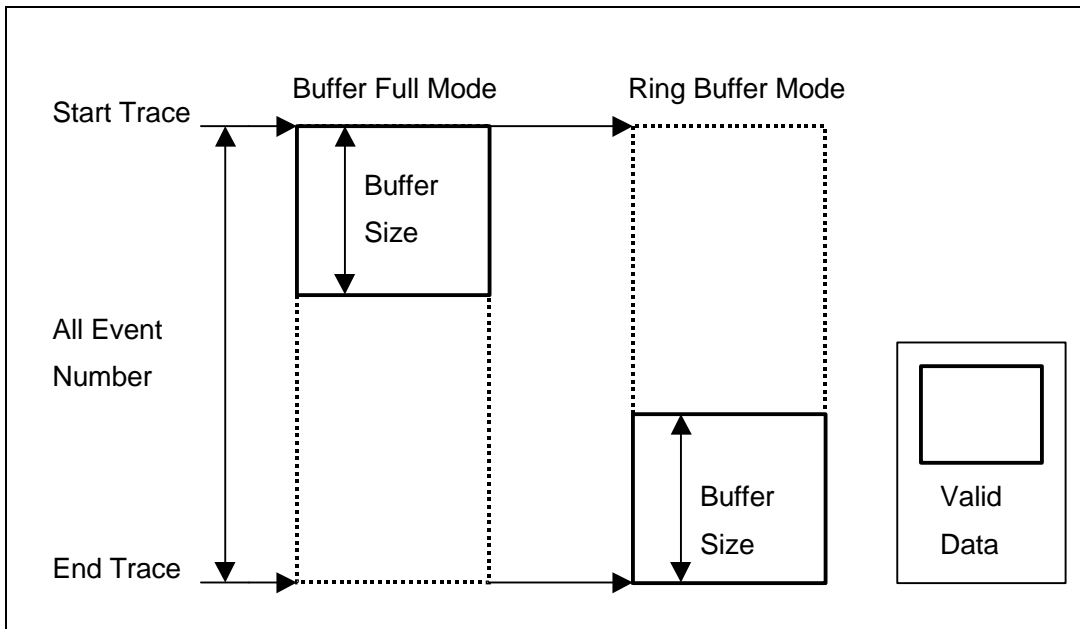 Buffer Full Mode
Ring Buffer Mode
Start Trace
Buffer
Size
All Event
Number
Buffer
Size
Valid
Data
End Trace